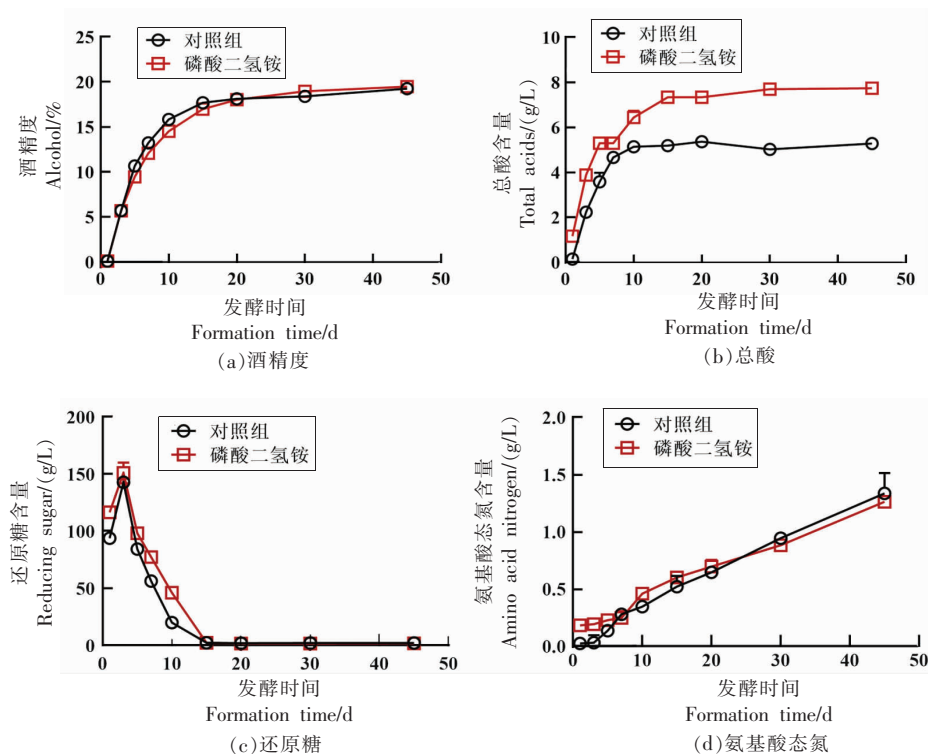 25
20
15
10
5
0
酒精度
Alcohol/%
对照组
磷酸二氢铵
0
10
20
30
40
50
发酵时间
Formation time/d
(a)酒精度
10
8
6
4
2
0
总酸含量
Total acids/(g/L)
对照组
磷酸二氢铵
0
10
20
30
40
50
发酵时间
Formation time/d
(b)总酸
200
150
100
50
0
还原糖含量
Reducing sugar/(g/L)
对照组
磷酸二氢铵
0
10
20
30
40
50
发酵时间
Formation time/d
(c)还原糖
2.0
1.5
1.0
0.5
0.0
氨基酸态氮含量
Amino acid nitrogen/(g/L)
对照组
磷酸二氢铵
0
10
20
30
40
50
发酵时间
Formation time/d
(d)氨基酸态氮